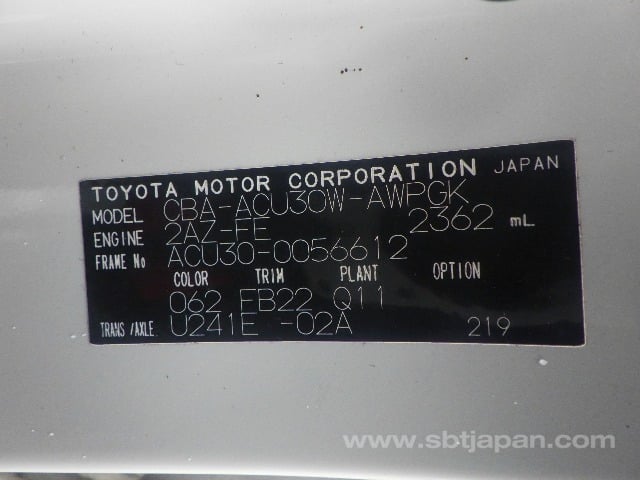 TOYOTA MOTOR CORPORATION JAPAN
MODEL CBA-ACU30W-AWPGK
ENGINE 2AZ-FE 2362 mL
FRAME No ACU30-0056612
COLOR TRIM PLANT OPTION
062 FB22 Q11
TRANS/AXLE. U241E -02A 219
www.sbtjapan.com